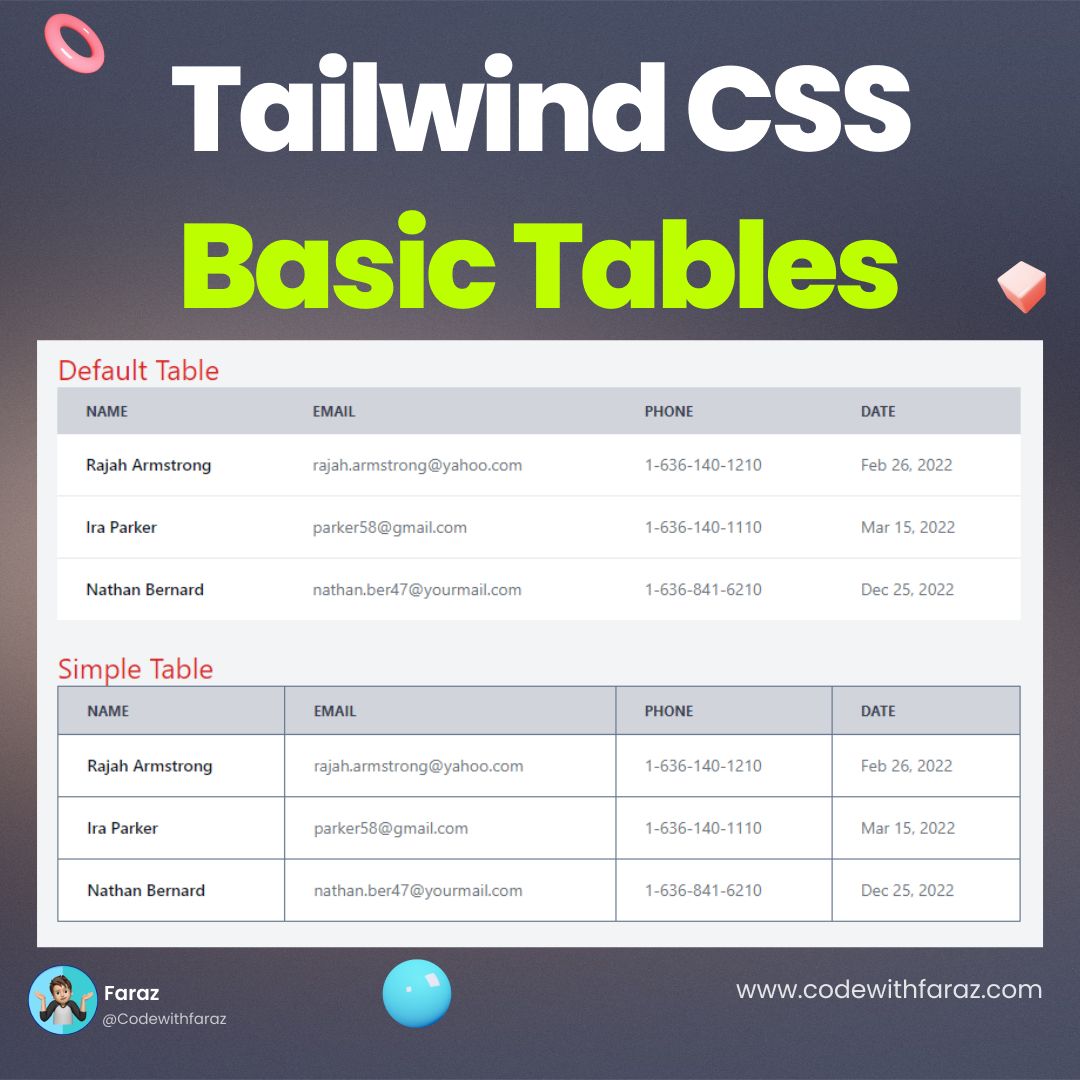 Tailwind CSS
Basic Tables
Default Table
NAME EMAIL PHONE DATE
Rajah Armstrong rajah.armstrong@yahoo.com 1-636-140-1210 Feb 26, 2022
Ira Parker parker58@gmail.com 1-636-140-1110 Mar 15, 2022
Nathan Bernard nathan.ber47@yourmail.com 1-636-841-6210 Dec 25, 2022
Simple Table
NAME EMAIL PHONE DATE
Rajah Armstrong rajah.armstrong@yahoo.com 1-636-140-1210 Feb 26, 2022
Ira Parker parker58@gmail.com 1-636-140-1110 Mar 15, 2022
Nathan Bernard nathan.ber47@yourmail.com 1-636-841-6210 Dec 25, 2022
Faraz
@Codewithfaraz
www.codewithfaraz.com